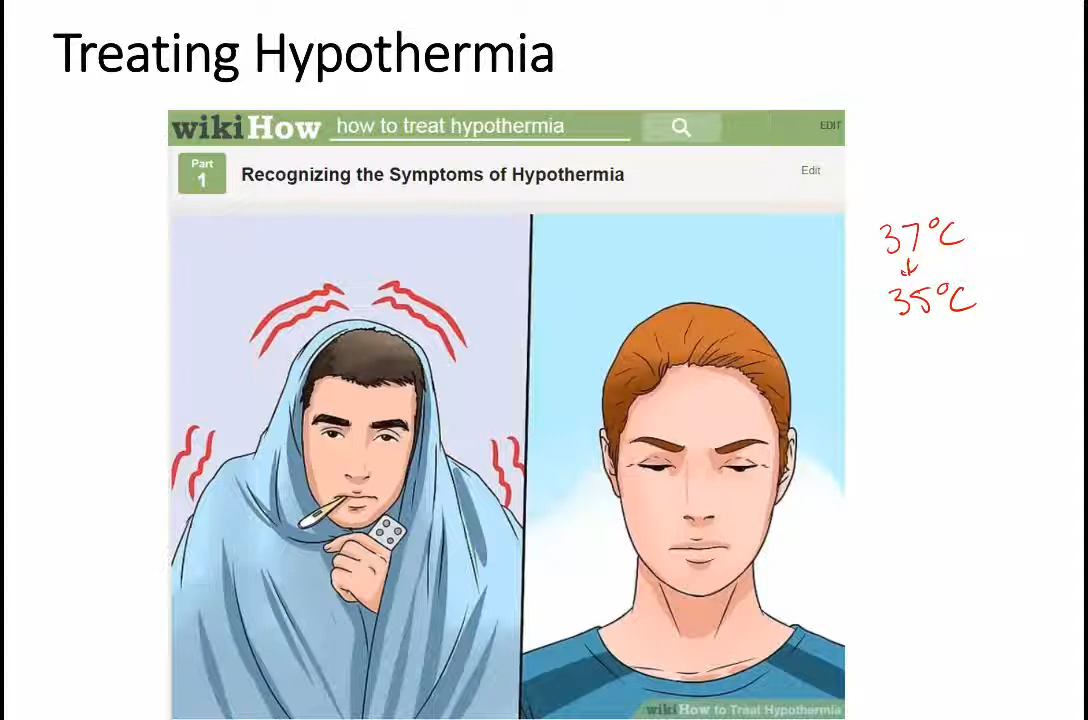 Treating Hypothermia
wikiHow how to treat hypothermia EDIT
Part
1
Recognizing the Symptoms of Hypothermia Edit
37°C
↓
35°C
wikiHow to Treat Hypothermia